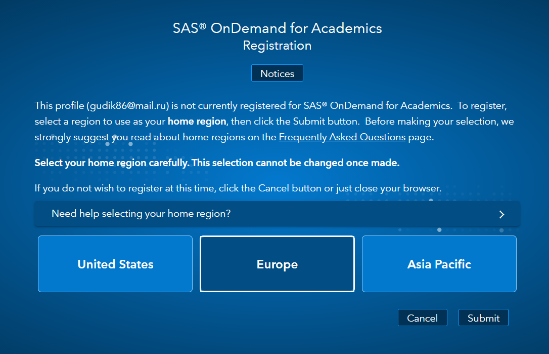 SAS® OnDemand for Academics
Registration
Notices
This profile (gudik86@mail.ru) is not currently registered for SAS® OnDemand for Academics. To register,
select a region to use as your home region, then click the Submit button. Before making your selection, we
strongly suggest you read about home regions on the Frequently Asked Questions page.
Select your home region carefully. This selection cannot be changed once made.
If you do not wish to register at this time, click the Cancel button or just close your browser.
Need help selecting your home region?
United States
Europe
Asia Pacific
Cancel
Submit